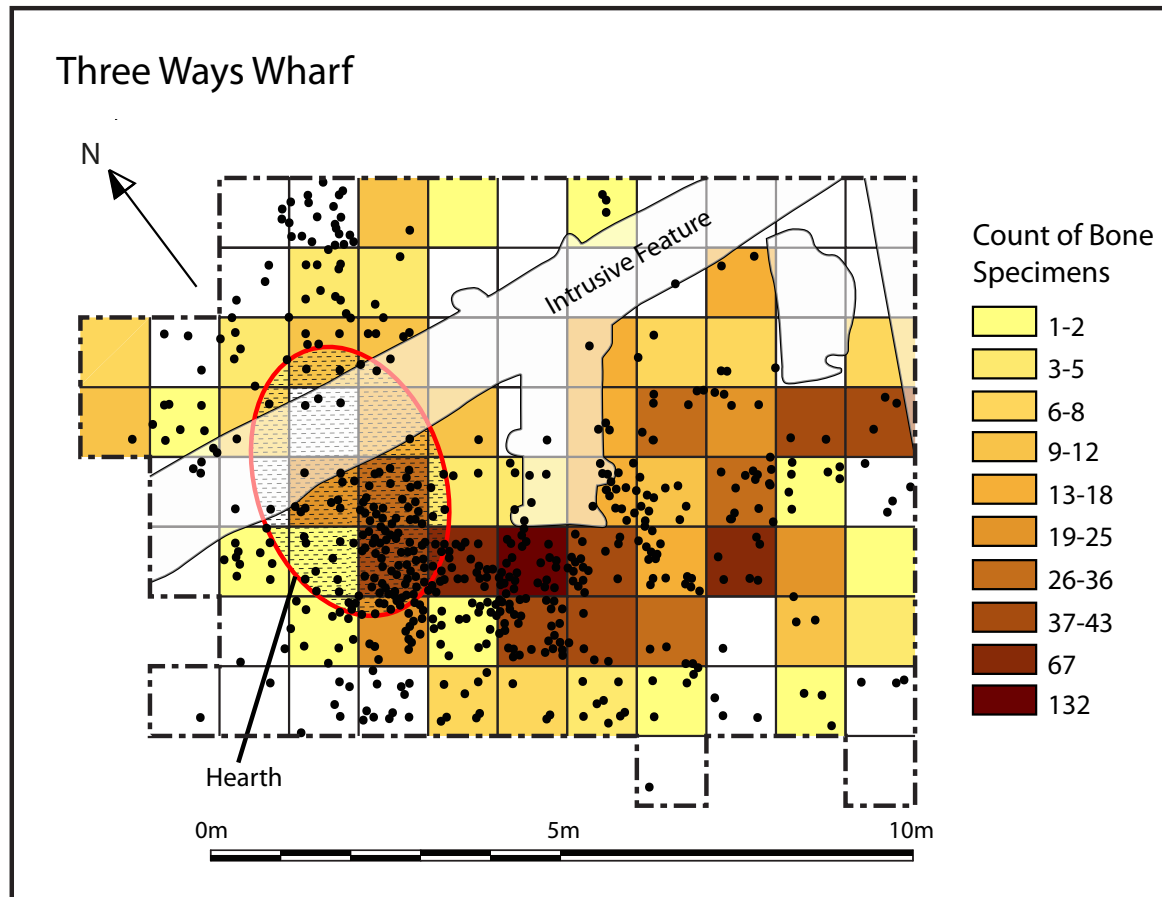 Three Ways Wharf
N
Intrusive Feature
Count of Bone
Specimens
1-2
3-5
6-8
9-12
13-18
19-25
26-36
37-43
67
132
Hearth
0m 5m 10m